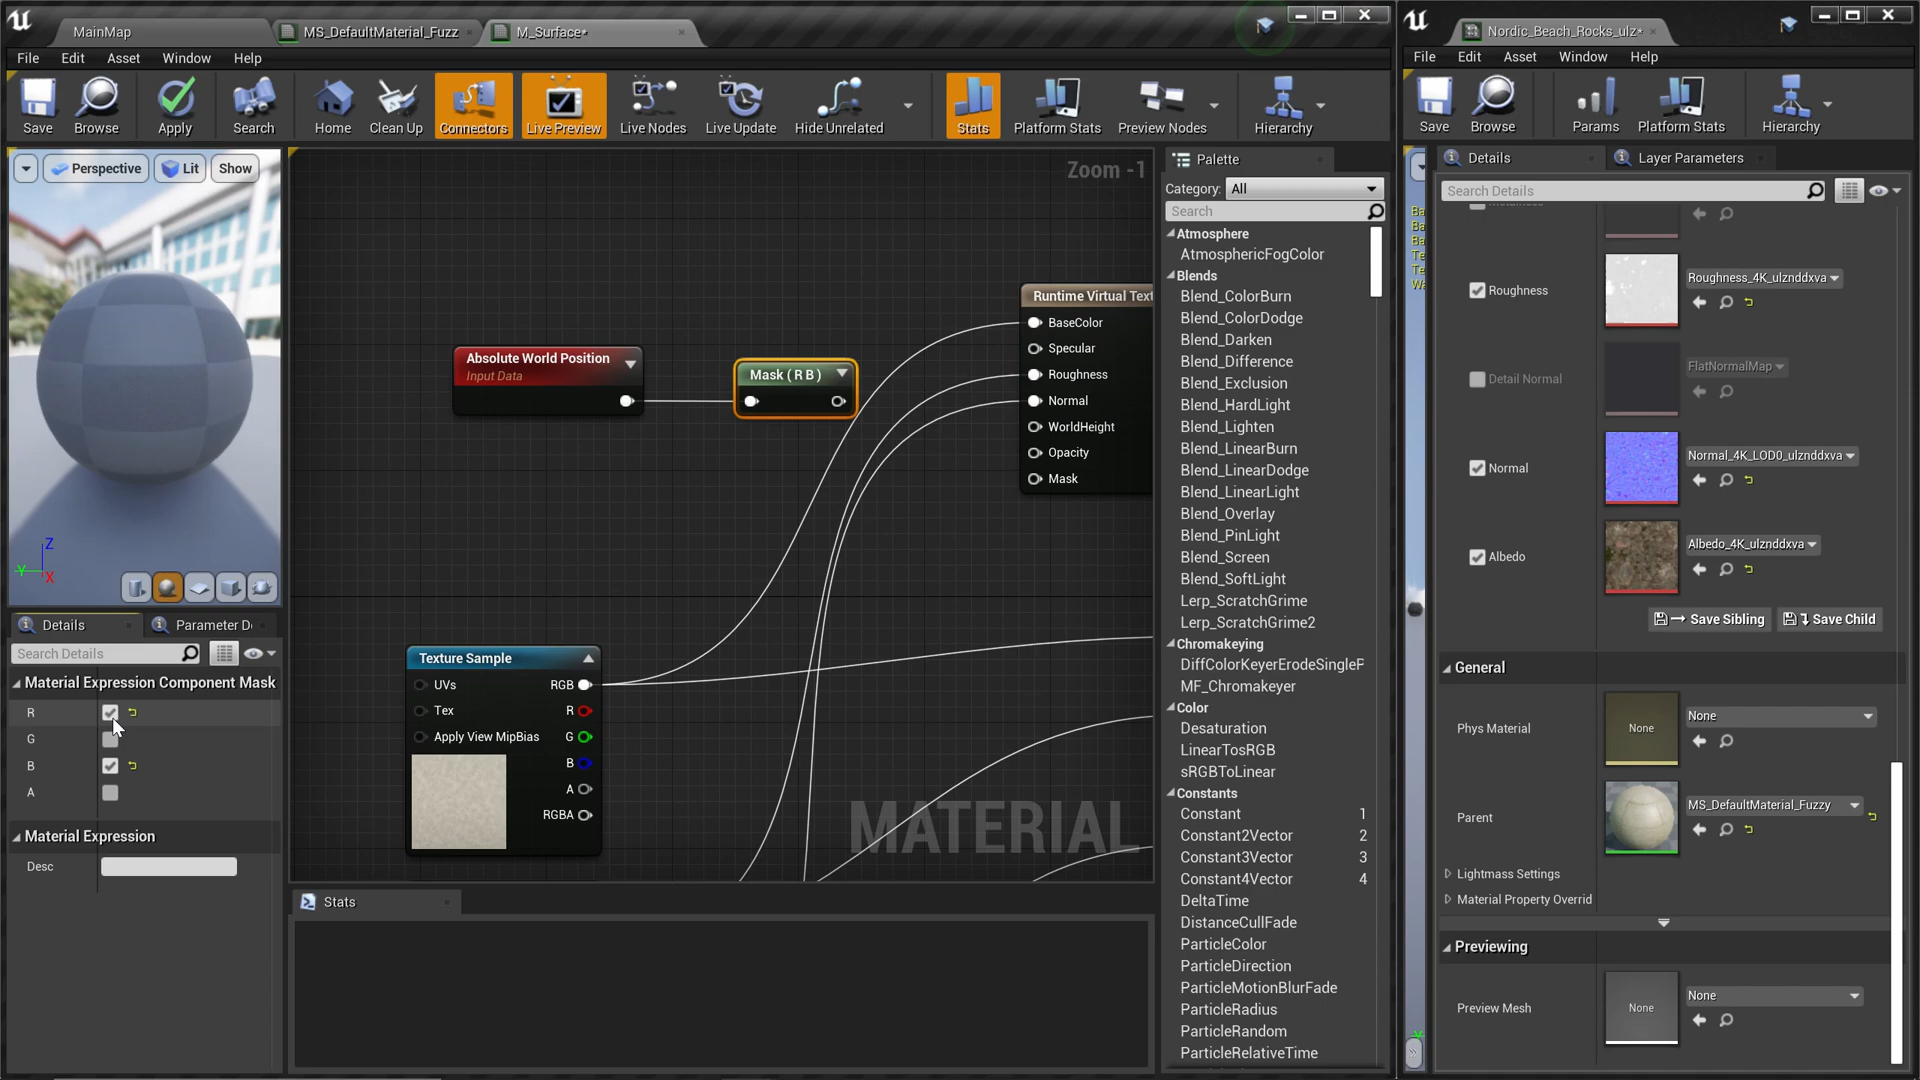 MainMap
MS_DefaultMaterial_Fuzz
M_Surface*
File Edit Asset Window Help
Save
Browse
Apply
Search
Home
Clean Up
Connectors
Live Preview
Live Nodes
Live Update
Hide Unrelated
Stats
Platform Stats
Preview Nodes
Hierarchy
Perspective
Lit
Show
Z
Y
X
Zoom -1
Absolute World Position
Input Data
Mask ( R B )
Runtime Virtual Text
BaseColor
Specular
Roughness
Normal
WorldHeight
Opacity
Mask
Texture Sample
UVs
RGB
Tex
R
Apply View MipBias
G
B
A
RGBA
MATERIAL
Details
Parameter D
Search Details
Material Expression Component Mask
R
G
B
A
Material Expression
Desc
Stats
Palette
Category: All
Search
Atmosphere
AtmosphericFogColor
Blends
Blend_ColorBurn
Blend_ColorDodge
Blend_Darken
Blend_Difference
Blend_Exclusion
Blend_HardLight
Blend_Lighten
Blend_LinearBurn
Blend_LinearDodge
Blend_LinearLight
Blend_Overlay
Blend_PinLight
Blend_Screen
Blend_SoftLight
Lerp_ScratchGrime
Lerp_ScratchGrime2
Chromakeying
DiffColorKeyerErodeSingleF
MF_Chromakeyer
Color
Desaturation
LinearTosRGB
sRGBToLinear
Constants
Constant 1
Constant2Vector 2
Constant3Vector 3
Constant4Vector 4
DeltaTime
DistanceCullFade
ParticleColor
ParticleDirection
ParticleMotionBlurFade
ParticleRadius
ParticleRandom
ParticleRelativeTime
Nordic_Beach_Rocks_ulz*
File Edit Asset Window Help
Save
Browse
Params
Platform Stats
Hierarchy
Details
Layer Parameters
Search Details
Ba
Ba
Ba
Te
Te
Roughness
Roughness_4K_ulznddxva
Detail Normal
FlatNormalMap
Normal
Normal_4K_LOD0_ulznddxva
Albedo
Albedo_4K_ulznddxva
Save Sibling
Save Child
General
Phys Material
None
None
Parent
MS_DefaultMaterial_Fuzzy
Lightmass Settings
Material Property Overrid
Previewing
Preview Mesh
None
None